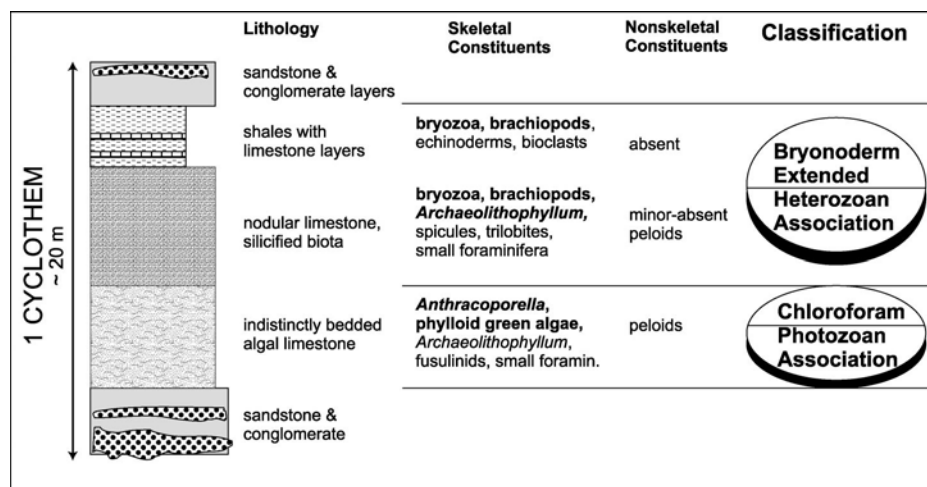 Lithology
Skeletal
Constituents
Nonskeletal
Constituents
Classification
1 CYCLOTHEM
~ 20 m
sandstone &
conglomerate layers
shales with
limestone layers
bryozoa, brachiopods,
echinoderms, bioclasts
absent
Bryonoderm
Extended
Heterozoan
Association
nodular limestone,
silicified biota
bryozoa, brachiopods,
Archaeolithophyllum,
spicules, trilobites,
small foraminifera
minor-absent
peloids
indistinctly bedded
algal limestone
Anthracoporella,
phylloid green algae,
Archaeolithophyllum,
fusulinids, small foramin.
peloids
Chloroforam
Photozoan
Association
sandstone &
conglomerate